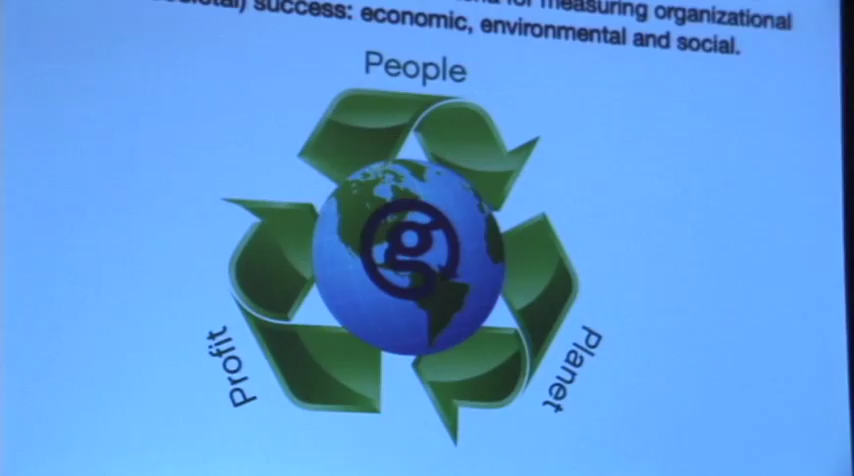 for measuring organizational
success: economic, environmental and social.
People
g
Profit
Planet